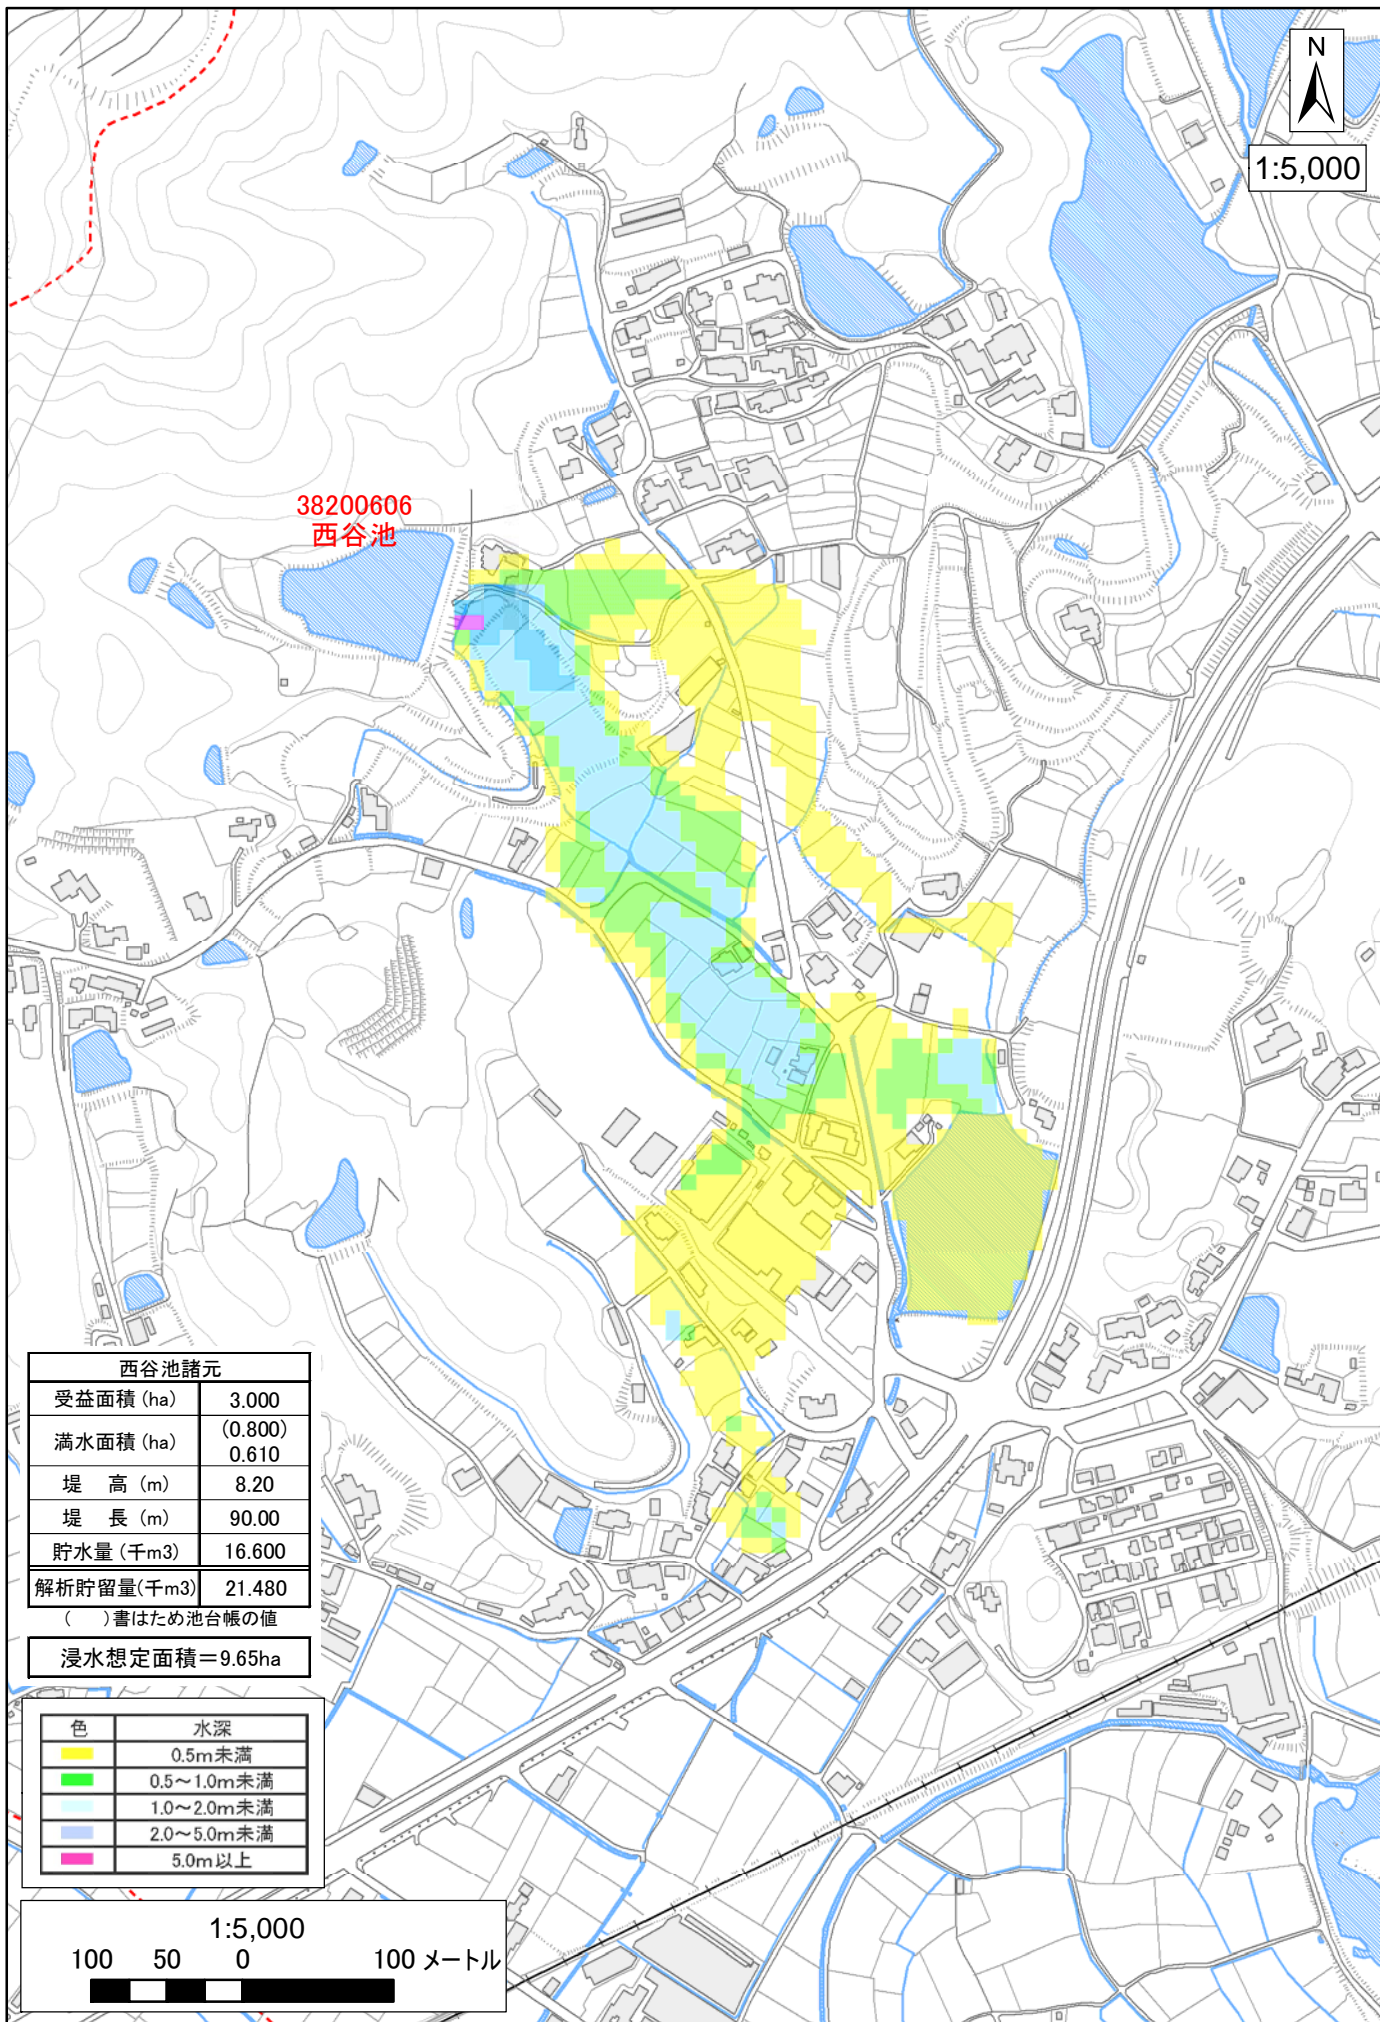 N
1:5,000
38200606
西谷池
西谷池諸元
受益面積 (ha) 3.000
満水面積 (ha) (0.800) 0.610
堤 高 (m) 8.20
堤 長 (m) 90.00
貯水量 (千m3) 16.600
解析貯留量(千m3) 21.480
( )書はため池台帳の値
浸水想定面積＝9.65ha
色 水深
0.5m未満
0.5～1.0m未満
1.0～2.0m未満
2.0～5.0m未満
5.0m以上
1:5,000
100 50 0 100 メートル